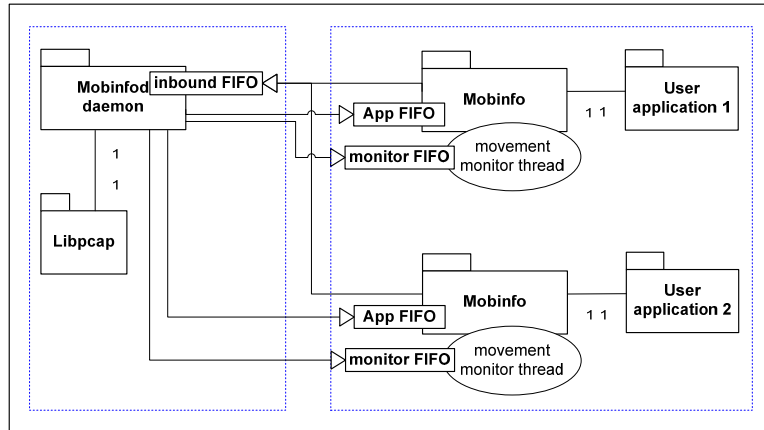 Mobinfod
daemon
inbound FIFO
1
1
Libpcap
Mobinfo
App FIFO
monitor FIFO
movement
monitor thread
1 1
User
application 1
Mobinfo
App FIFO
monitor FIFO
movement
monitor thread
1 1
User
application 2